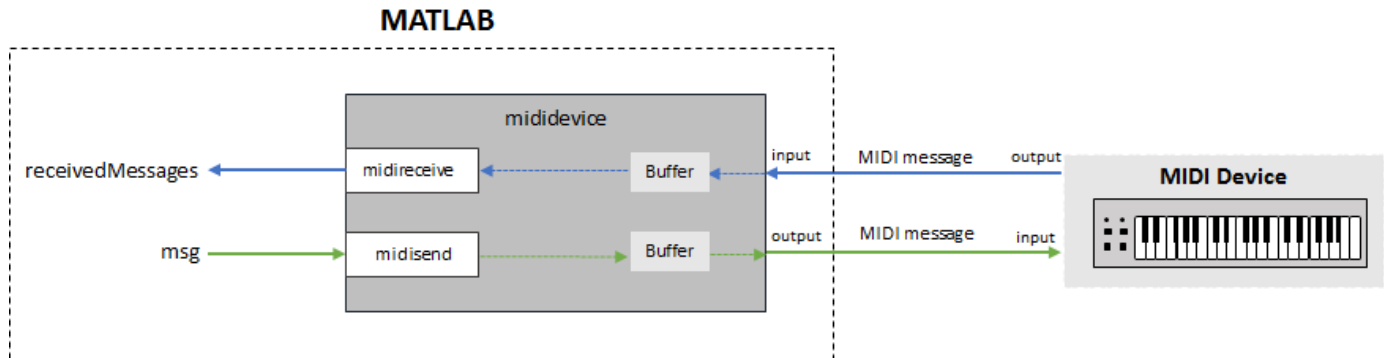 MATLAB
mididevice
receivedMessages
midireceive
Buffer
input
MIDI message
output
MIDI Device
msg
midisend
Buffer
output
MIDI message
input